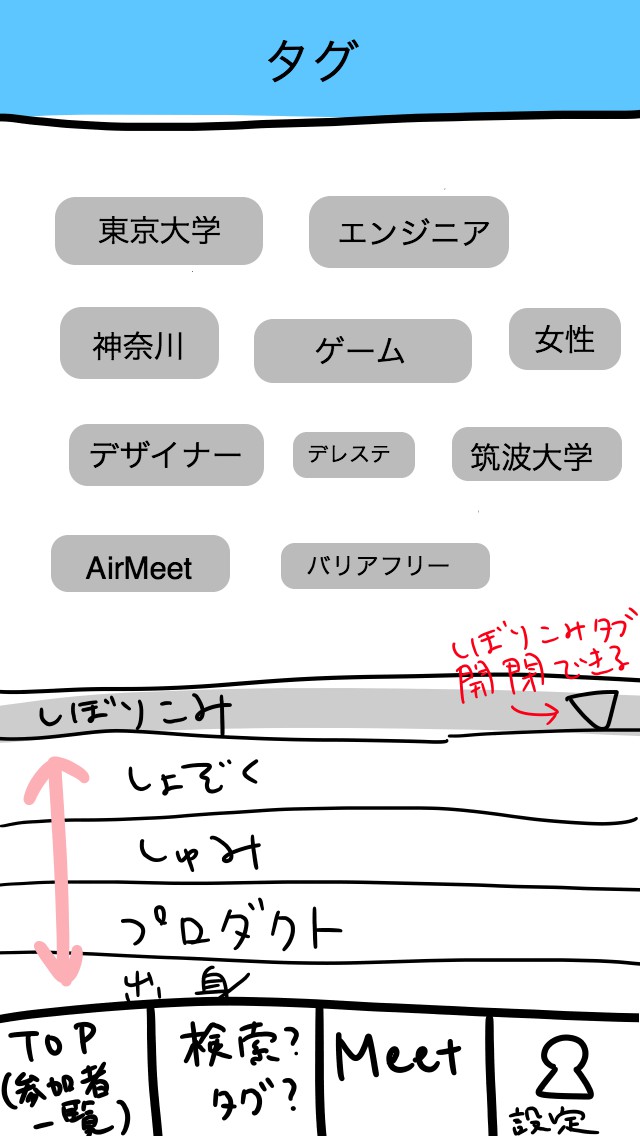 タグ
東京大学 エンジニア
神奈川 ゲーム 女性
デザイナー デレステ 筑波大学
AirMeet バリアフリー
しぼりこみタブ
開閉できる
しぼりこみ
しょぞく
しゅみ
プロダクト
出身
TOP
(参加者
一覧)
検索?
タグ?
Meet
設定